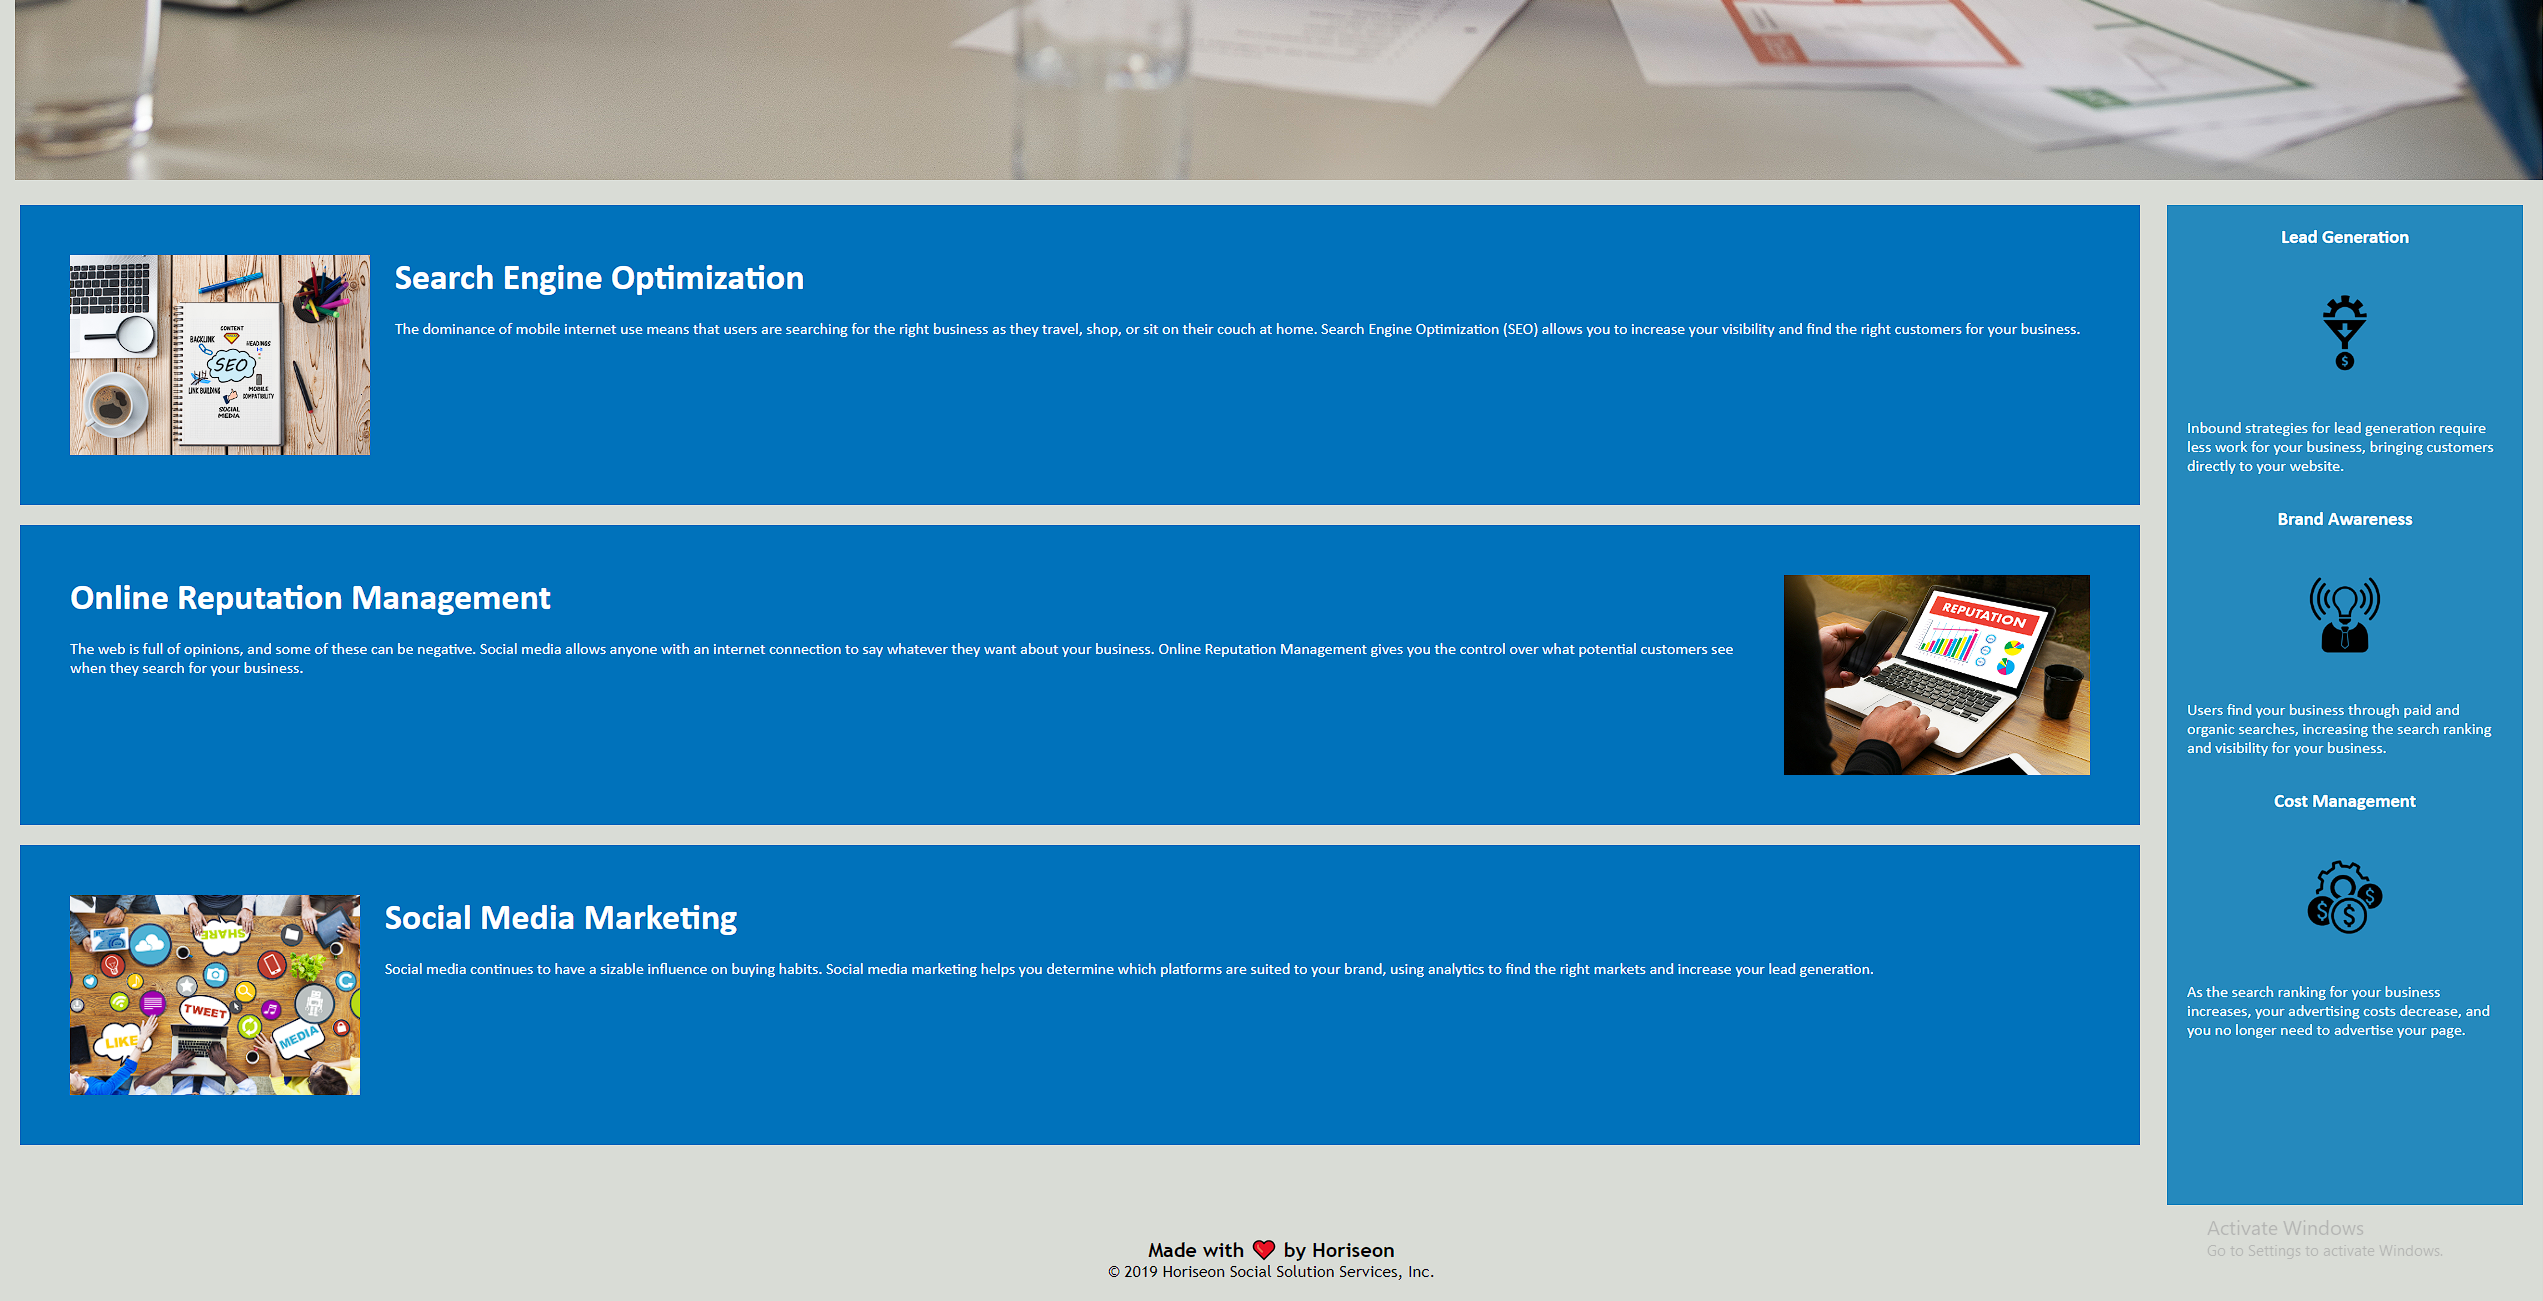 Search Engine Optimization
The dominance of mobile internet use means that users are searching for the right business as they travel, shop, or sit on their couch at home. Search Engine Optimization (SEO) allows you to increase your visibility and find the right customers for your business.
CONTENT
BACKLINK
HEADINGS
SEO
LINK BUILDING
MOBILE
COMPATIBILITY
SOCIAL
MEDIA
Online Reputation Management
The web is full of opinions, and some of these can be negative. Social media allows anyone with an internet connection to say whatever they want about your business. Online Reputation Management gives you the control over what potential customers see
when they search for your business.
REPUTATION
Social Media Marketing
Social media continues to have a sizable influence on buying habits. Social media marketing helps you determine which platforms are suited to your brand, using analytics to find the right markets and increase your lead generation.
SHARE
TWEET
LIKE
MEDIA
Lead Generation
$
Inbound strategies for lead generation require
less work for your business, bringing customers
directly to your website.
Brand Awareness
Users find your business through paid and
organic searches, increasing the search ranking
and visibility for your business.
Cost Management
$ $ $
As the search ranking for your business
increases, your advertising costs decrease, and
you no longer need to advertise your page.
Activate Windows
Go to Settings to activate Windows.
Made with ❤️ by Horiseon
© 2019 Horiseon Social Solution Services, Inc.